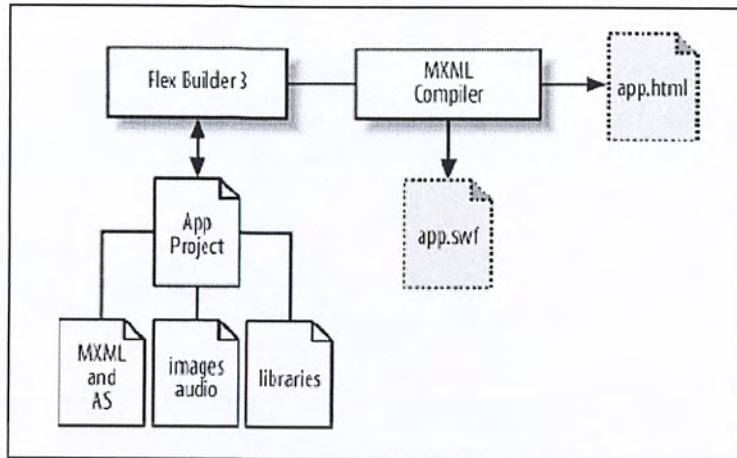 Flex Builder 3
MXML
Compiler
app.html
App
Project
app.swf
MXML
and
AS
images
audio
libraries